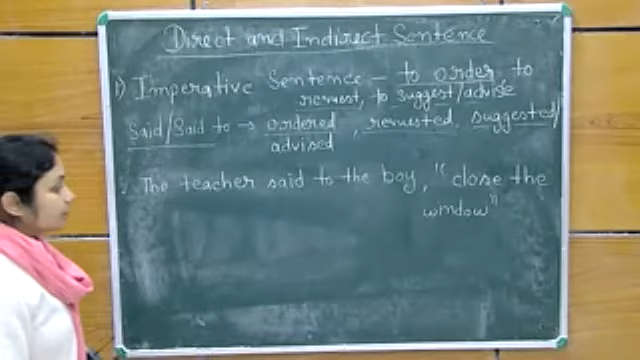 Direct and Indirect Sentence
1) Imperative Sentence - to order, to
request, to suggest/advise
Said/Said to → ordered, requested, suggested/
advised
The teacher said to the boy, "close the
window"